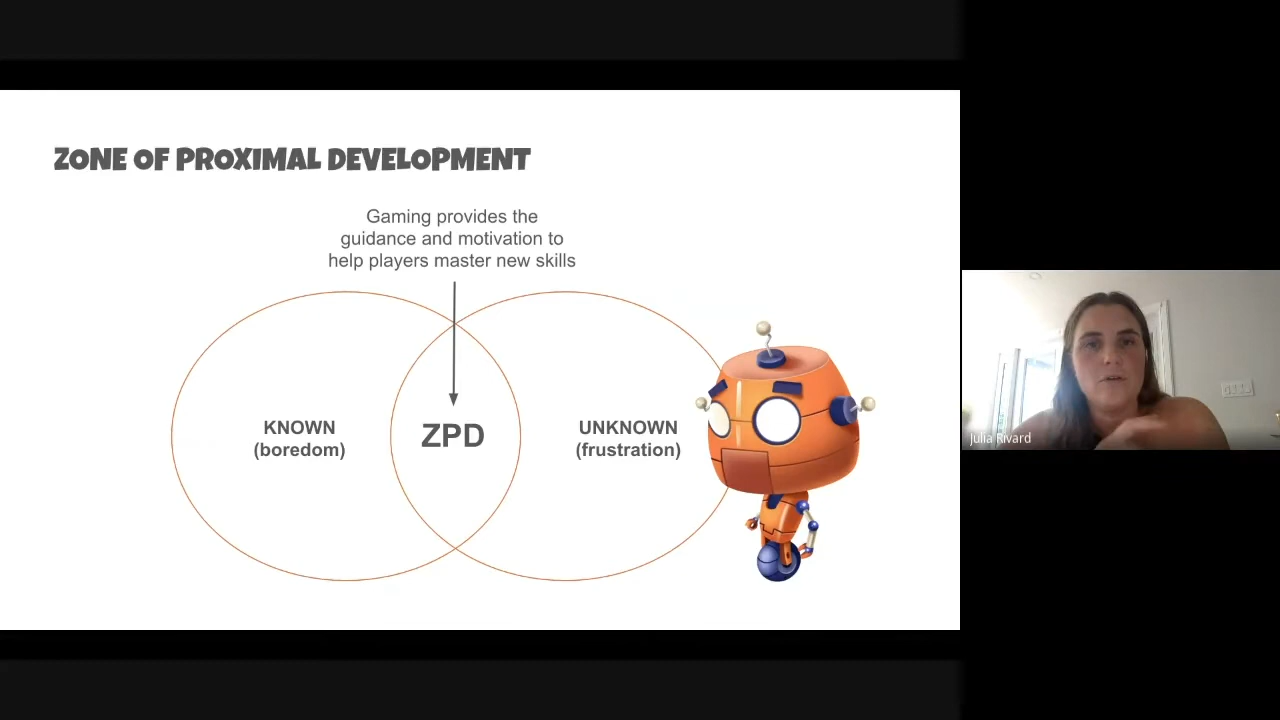 ZONE OF PROXIMAL DEVELOPMENT
Gaming provides the
guidance and motivation to
help players master new skills
KNOWN
(boredom)
ZPD
UNKNOWN
(frustration)
Julia Rivard